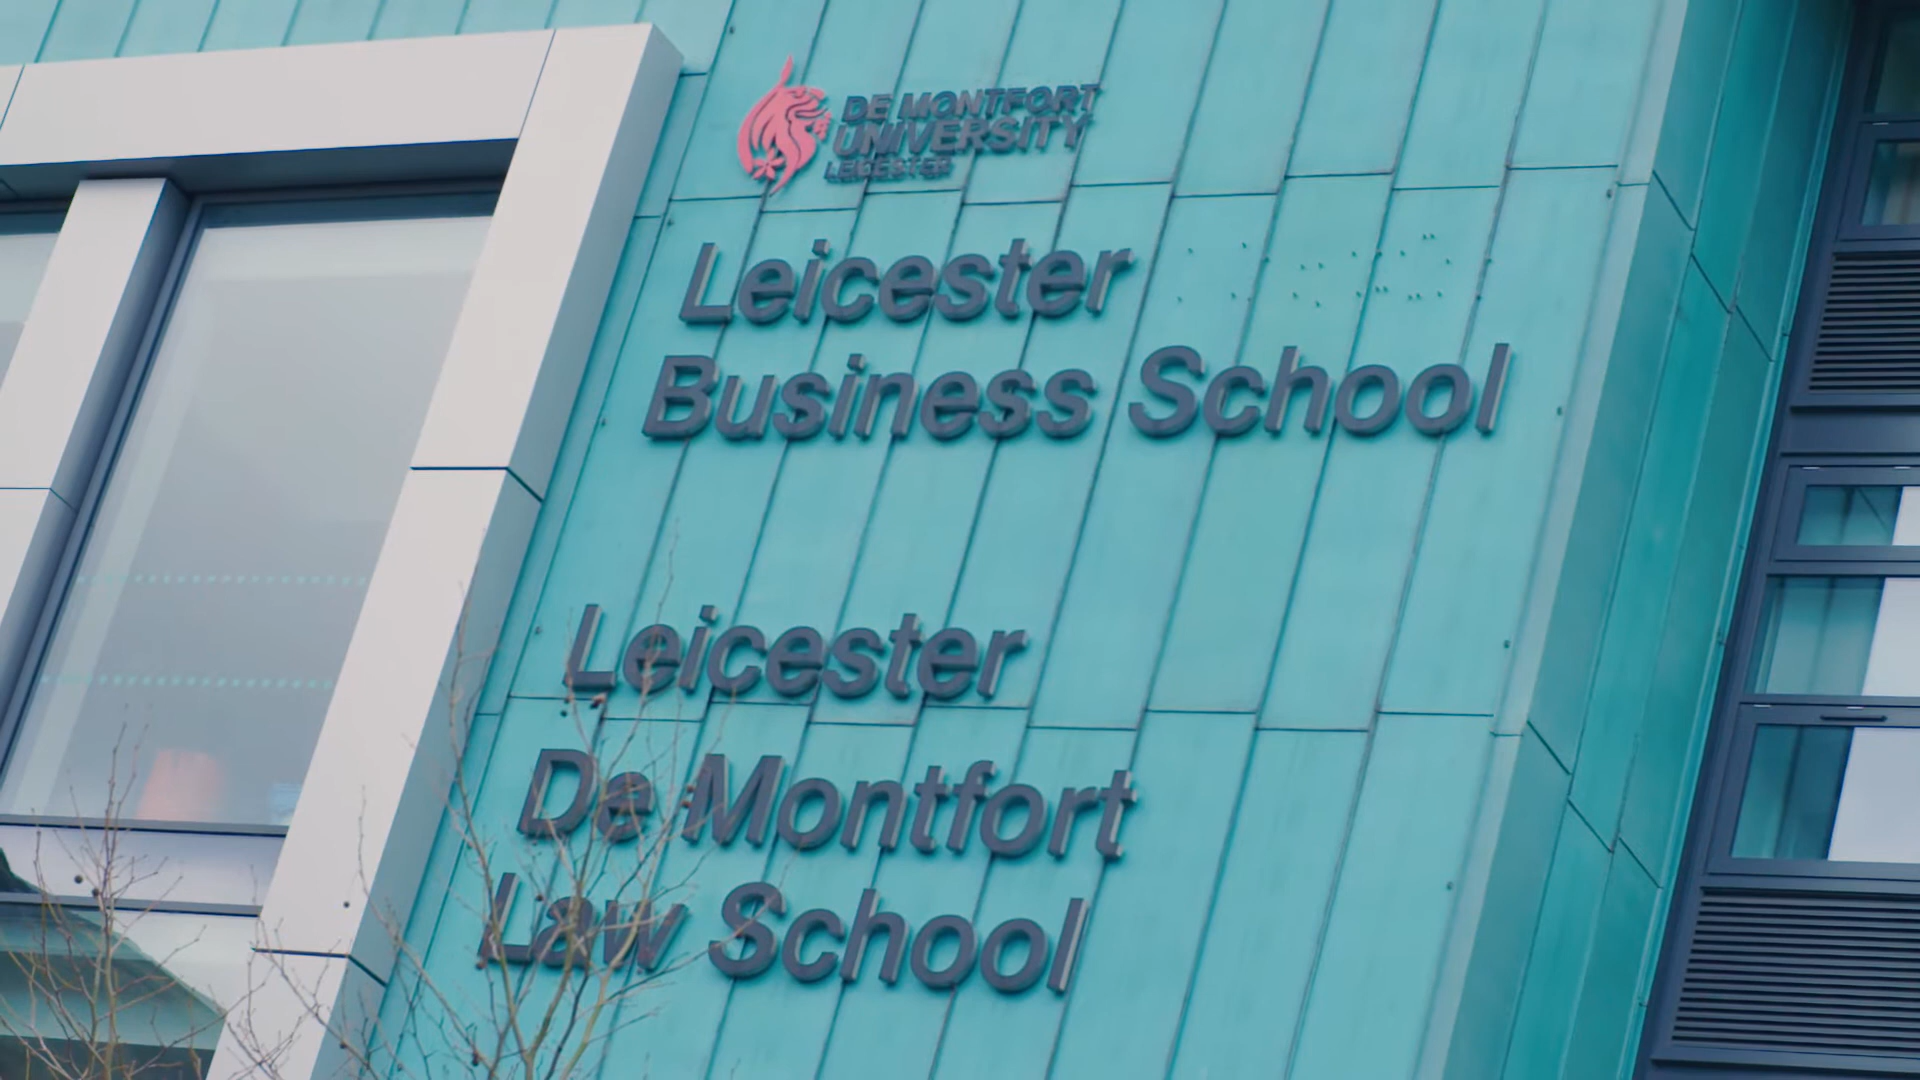 DE MONTFORT
UNIVERSITY
LEICESTER
Leicester
Business School
Leicester
De Montfort
Law School